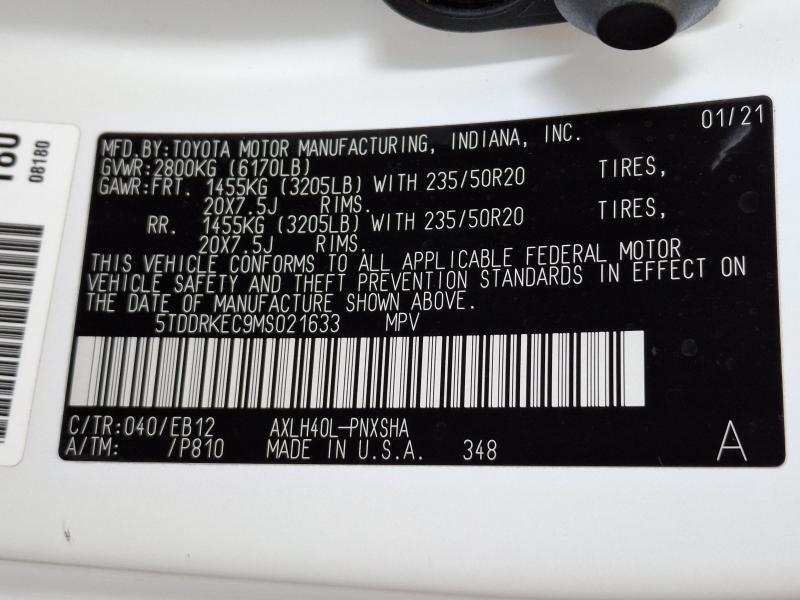 180
08180
01/21
MFD.BY:TOYOTA MOTOR MANUFACTURING, INDIANA, INC.
GVWR:2800KG (6170LB)
GAWR:FRT. 1455KG (3205LB) WITH 235/50R20 TIRES,
20X7.5J RIMS.
RR. 1455KG (3205LB) WITH 235/50R20 TIRES,
20X7.5J RIMS.
THIS VEHICLE CONFORMS TO ALL APPLICABLE FEDERAL MOTOR
VEHICLE SAFETY AND THEFT PREVENTION STANDARDS IN EFFECT ON
THE DATE OF MANUFACTURE SHOWN ABOVE.
5TDDRKEC9MS021633 MPV
C/TR:040/EB12 AXLH40L-PNXSHA
A/TM: /P810 MADE IN U.S.A. 348
A